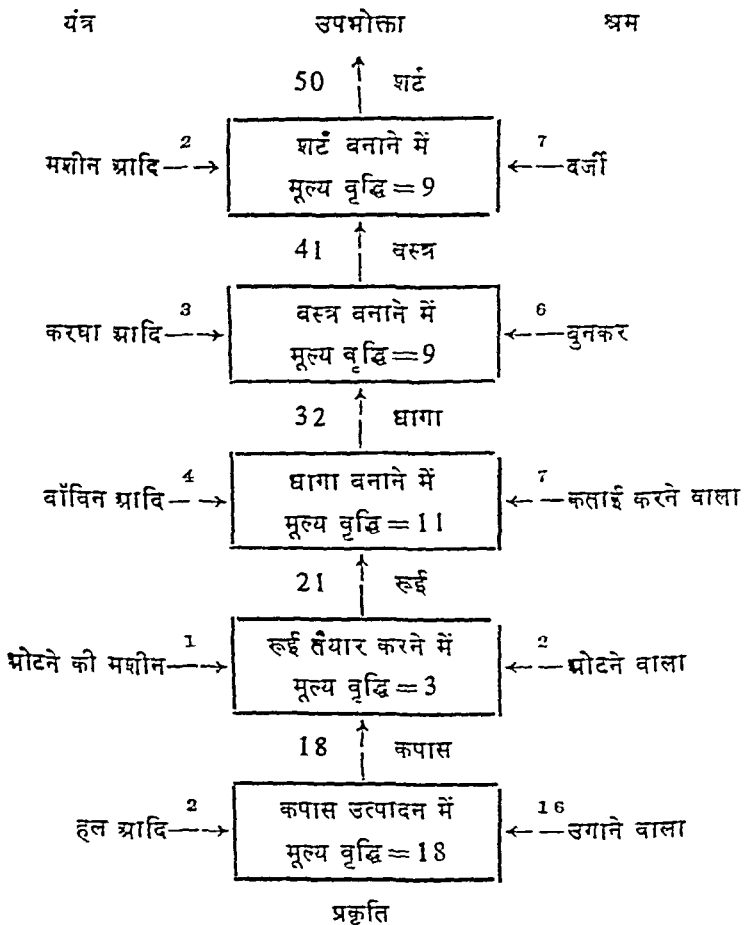 यंत्र उपभोक्ता श्रम
50 शर्ट
2 शर्ट बनाने में 7
मशीन आदि दर्जी
मूल्य वृद्धि = 9
41 वस्त्र
3 वस्त्र बनाने में 6
करघा आदि बुनकर
मूल्य वृद्धि = 9
32 धागा
4 धागा बनाने में 7
बॉबिन आदि कताई करने वाला
मूल्य वृद्धि = 11
21 रूई
1 रूई तैयार करने में 2
ओटने की मशीन ओटने वाला
मूल्य वृद्धि = 3
18 कपास
2 कपास उत्पादन में 16
हल आदि उगाने वाला
मूल्य वृद्धि = 18
प्रकृति